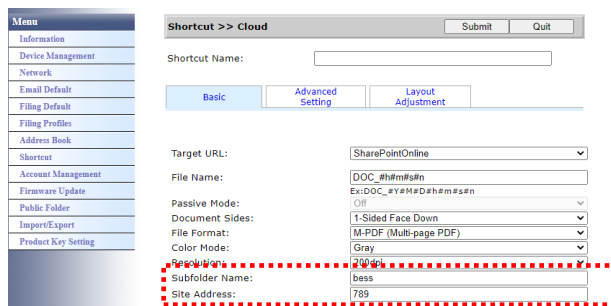 Menu
Information
Device Management
Network
Email Default
Filing Default
Filing Profiles
Address Book
Shortcut
Account Management
Firmware Update
Public Folder
Import/Export
Product Key Setting
Shortcut >> Cloud Submit Quit
Shortcut Name:
Basic Advanced Setting Layout Adjustment
Target URL: SharePointOnline
File Name: DOC_#h#m#s#n
Ex:DOC_#Y#M#D#h#m#s#n
Passive Mode: Off
Document Sides: 1-Sided Face Down
File Format: M-PDF (Multi-page PDF)
Color Mode: Gray
Resolution: 200dpi
Subfolder Name: bess
Site Address: 789